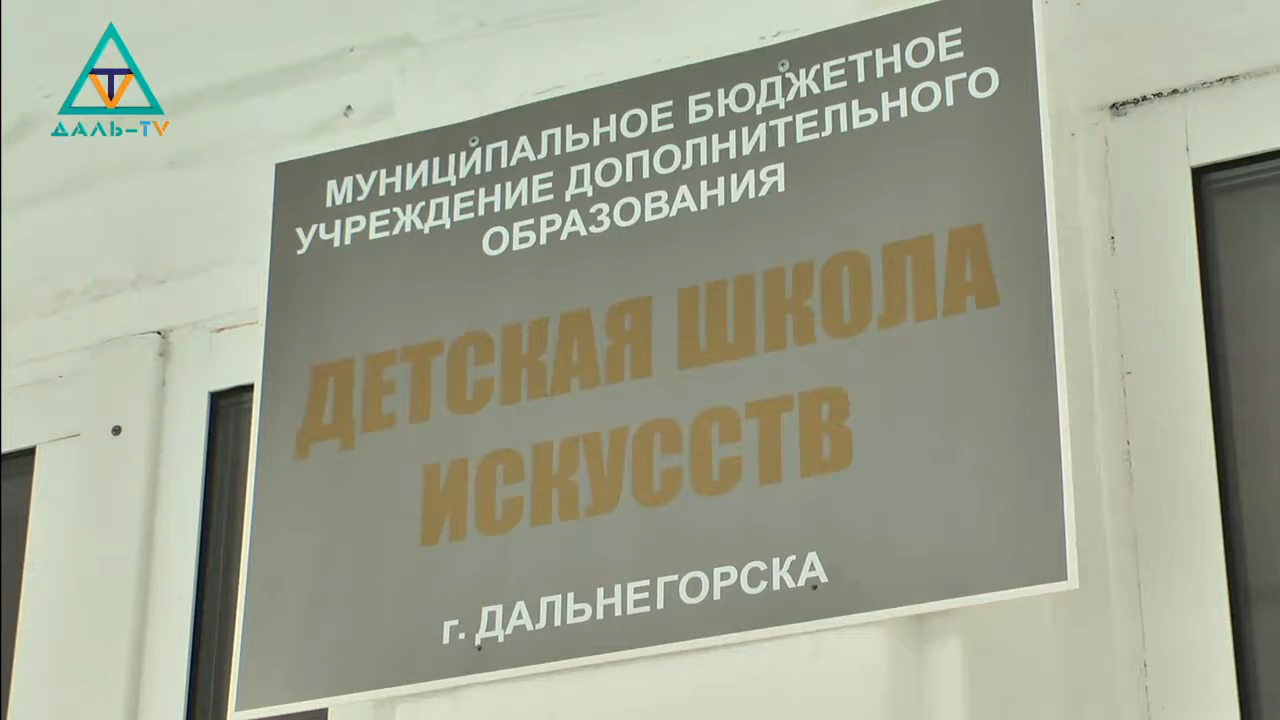 ДАЛЬ-TV
МУНИЦИПАЛЬНОЕ БЮДЖЕТНОЕ
УЧРЕЖДЕНИЕ ДОПОЛНИТЕЛЬНОГО
ОБРАЗОВАНИЯ
ДЕТСКАЯ ШКОЛА
ИСКУССТВ
г. ДАЛЬНЕГОРСКА